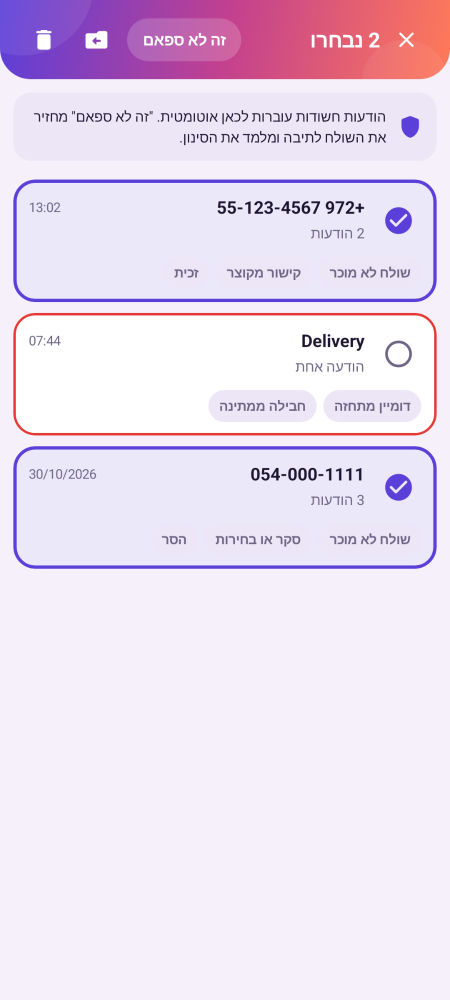 2 נבחרו
זה לא ספאם
הודעות חשודות עוברות לכאן אוטומטית. "זה לא ספאם" מחזיר
את השולח לתיבה ומלמד את הסינון.
55-123-4567 972+
13:02
2 הודעות
שולח לא מוכר
קישור מקוצר
זכית
Delivery
07:44
הודעה אחת
דומיין מתחזה
חבילה ממתינה
054-000-1111
30/10/2026
3 הודעות
שולח לא מוכר
סקר או בחירות
הסר